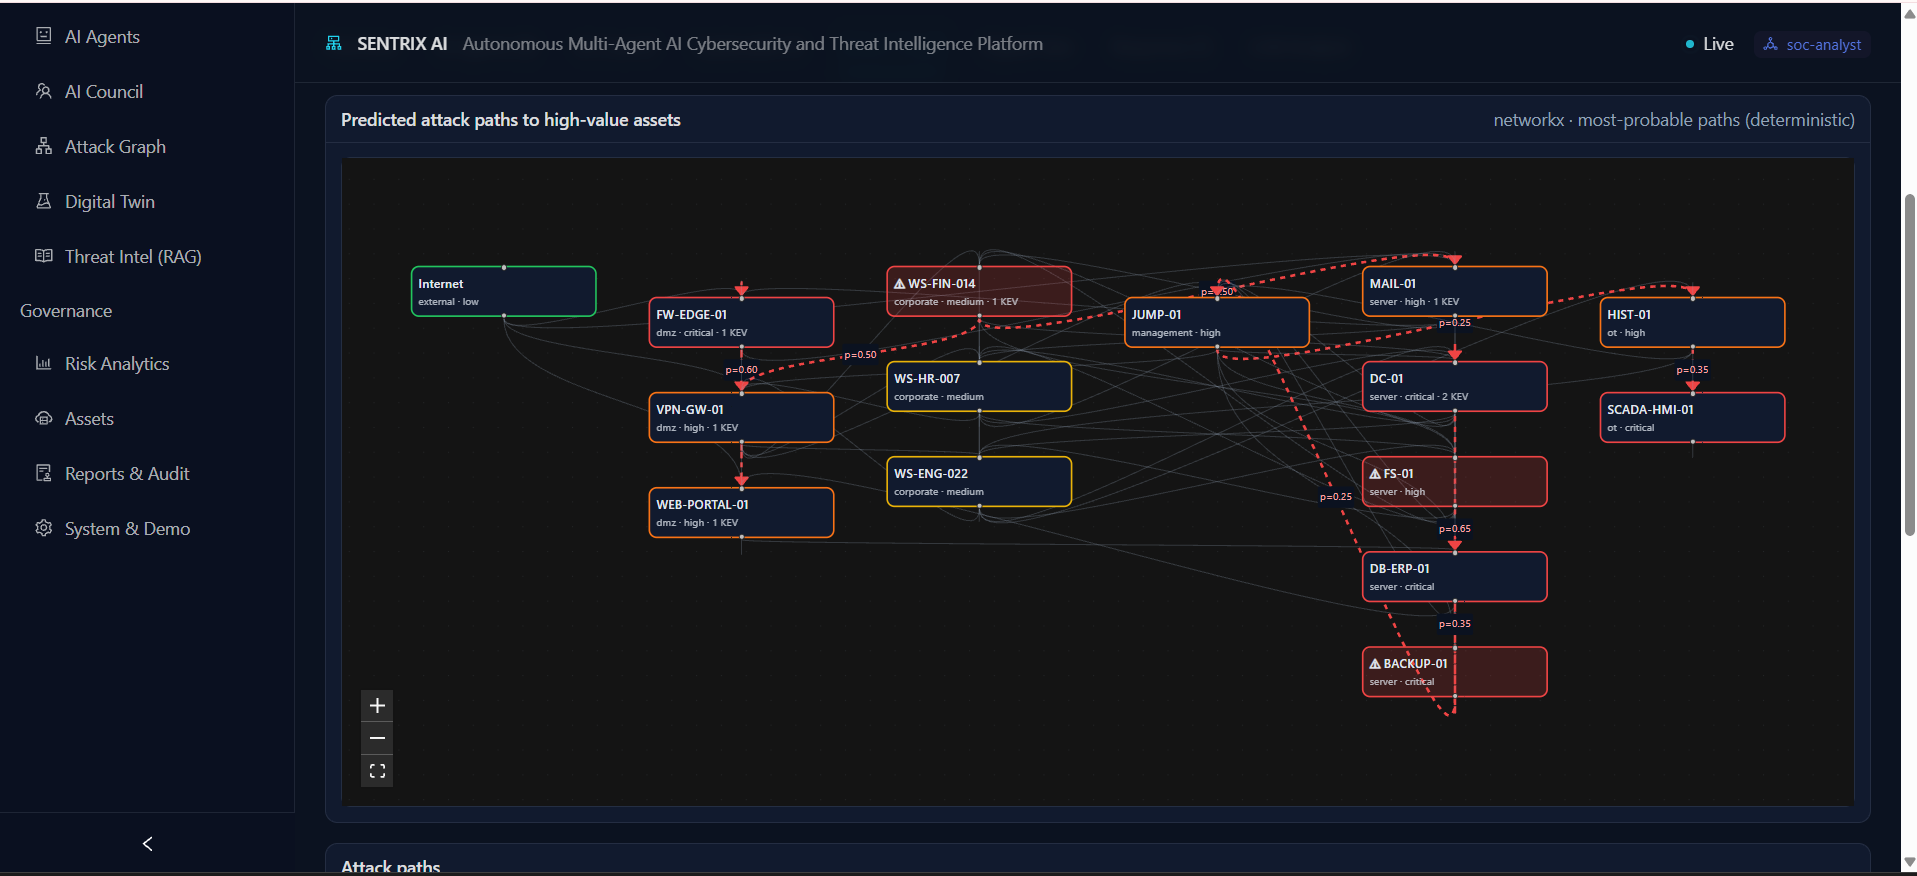 AI Agents
AI Council
Attack Graph
Digital Twin
Threat Intel (RAG)
Governance
Risk Analytics
Assets
Reports & Audit
System & Demo
SENTRIX AI Autonomous Multi-Agent AI Cybersecurity and Threat Intelligence Platform
Live
soc-analyst
Predicted attack paths to high-value assets
networkx · most-probable paths (deterministic)
Internet
external · low
FW-EDGE-01
dmz · critical · 1 KEV
p=0.60
VPN-GW-01
dmz · high · 1 KEV
WEB-PORTAL-01
dmz · high · 1 KEV
p=0.50
WS-FIN-014
corporate · medium · 1 KEV
WS-HR-007
corporate · medium
WS-ENG-022
corporate · medium
JUMP-01
management · high
p=0.25
MAIL-01
server · high · 1 KEV
p=0.25
DC-01
server · critical · 2 KEV
FS-01
server · high
p=0.65
DB-ERP-01
server · critical
p=0.35
BACKUP-01
server · critical
HIST-01
ot · high
p=0.35
SCADA-HMI-01
ot · critical
Attack paths